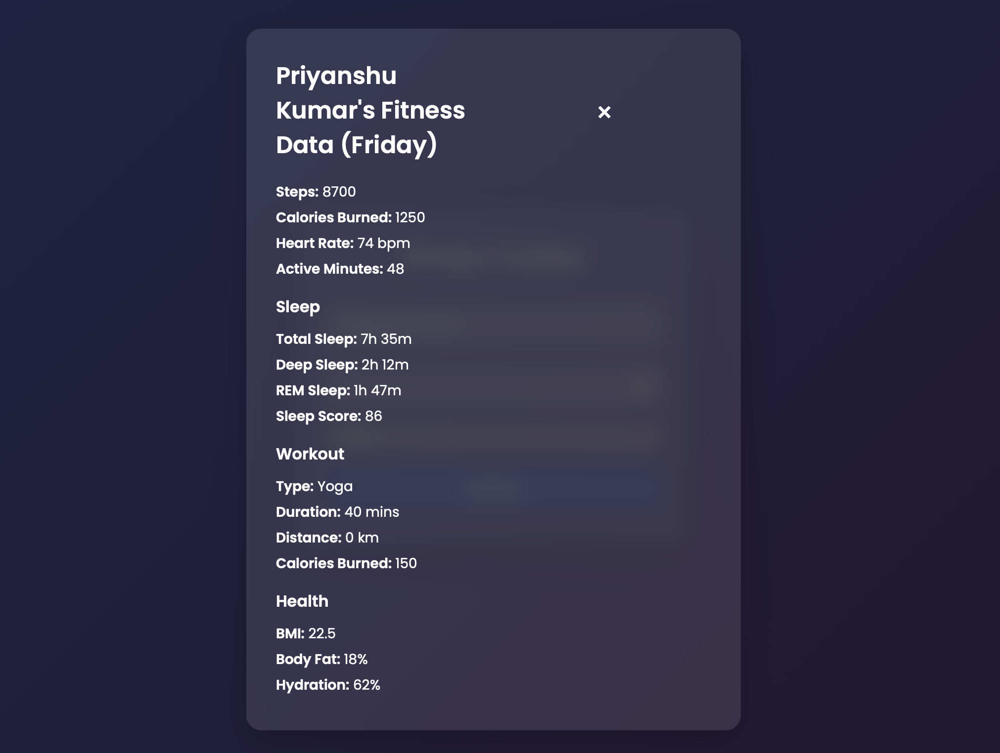 Priyanshu
Kumar's Fitness
Data (Friday)
×
Steps: 8700
Calories Burned: 1250
Heart Rate: 74 bpm
Active Minutes: 48
Sleep
Total Sleep: 7h 35m
Deep Sleep: 2h 12m
REM Sleep: 1h 47m
Sleep Score: 86
Workout
Type: Yoga
Duration: 40 mins
Distance: 0 km
Calories Burned: 150
Health
BMI: 22.5
Body Fat: 18%
Hydration: 62%